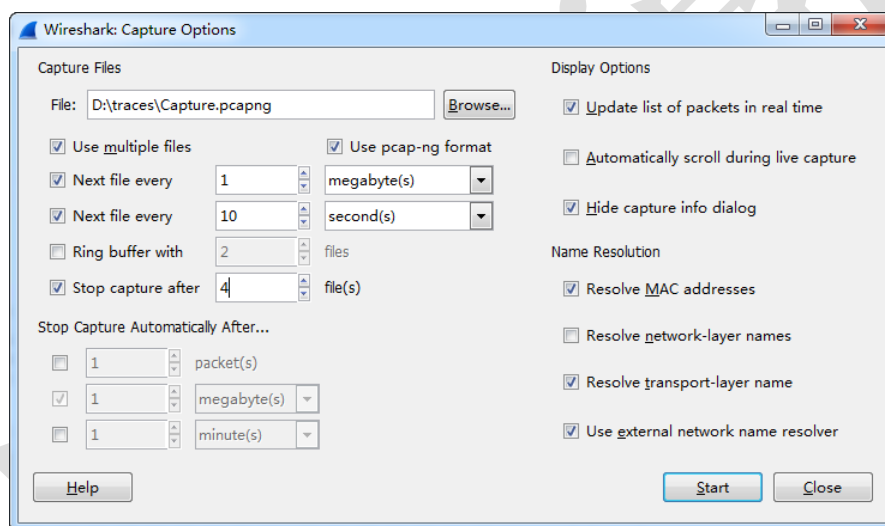 Wireshark: Capture Options
Capture Files
File: D:\traces\Capture.pcapng Browse...
Use multiple files Use pcap-ng format
Next file every 1 megabyte(s)
Next file every 10 second(s)
Ring buffer with 2 files
Stop capture after 4 file(s)
Stop Capture Automatically After...
1 packet(s)
1 megabyte(s)
1 minute(s)
Help
Display Options
Update list of packets in real time
Automatically scroll during live capture
Hide capture info dialog
Name Resolution
Resolve MAC addresses
Resolve network-layer names
Resolve transport-layer name
Use external network name resolver
Start Close